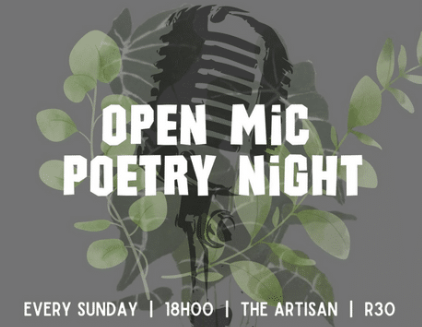 OPEN MiC
POETRY NiGHT
EVERY SUNDAY | 18H00 | THE ARTISAN | R30